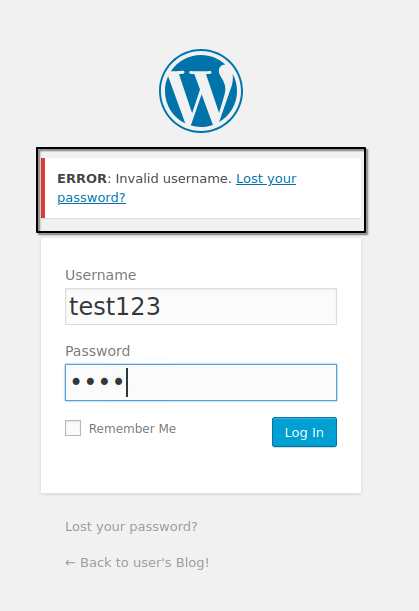 ERROR: Invalid username. Lost your
password?
Username
test123
Password
••••
Remember Me
Log In
Lost your password?
← Back to user's Blog!